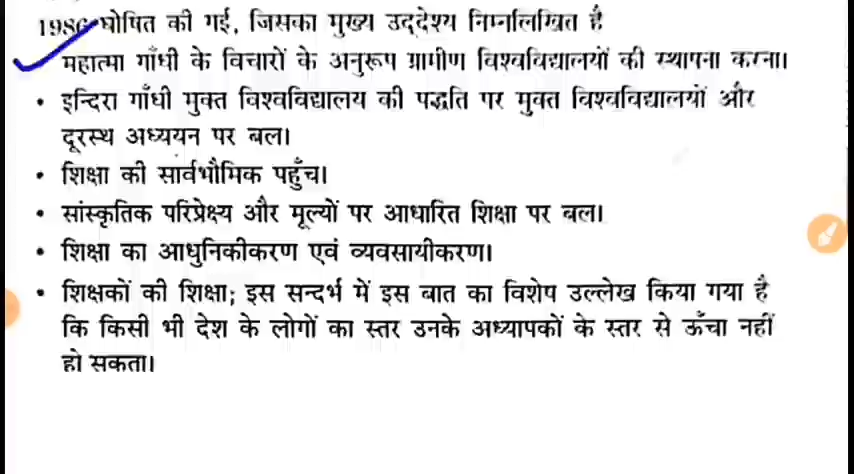 1986 घोषित की गई, जिसका मुख्य उद्देश्य निम्नलिखित है
महात्मा गाँधी के विचारों के अनुरूप ग्रामीण विश्वविद्यालयों की स्थापना करना।
• इन्दिरा गाँधी मुक्त विश्वविद्यालय की पद्धति पर मुक्त विश्वविद्यालयों और
दूरस्थ अध्ययन पर बल।
• शिक्षा की सार्वभौमिक पहुँच।
• सांस्कृतिक परिप्रेक्ष्य और मूल्यों पर आधारित शिक्षा पर बल।
• शिक्षा का आधुनिकीकरण एवं व्यवसायीकरण।
• शिक्षकों की शिक्षा; इस सन्दर्भ में इस बात का विशेष उल्लेख किया गया है
कि किसी भी देश के लोगों का स्तर उनके अध्यापकों के स्तर से ऊँचा नहीं
हो सकता।